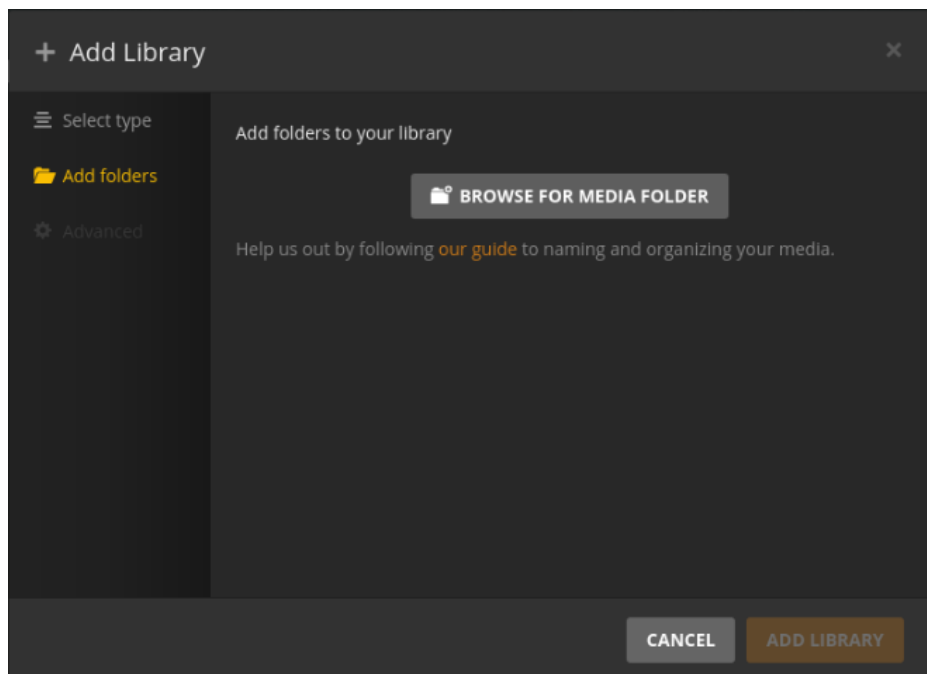 Add Library
Select type
Add folders
Advanced
Add folders to your library
BROWSE FOR MEDIA FOLDER
Help us out by following our guide to naming and organizing your media.
CANCEL
ADD LIBRARY